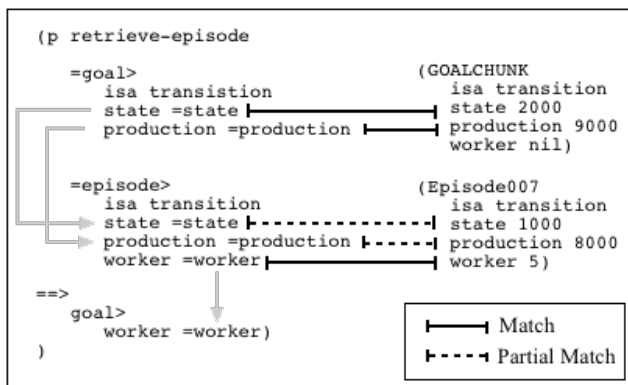 (p retrieve-episode
=goal>
isa transistion
state =state
production =production
(GOALCHUNK
isa transition
state 2000
production 9000
worker nil)
=episode>
isa transition
state =state
production =production
worker =worker
(Episode007
isa transition
state 1000
production 8000
worker 5)
==>
goal>
worker =worker)
)
Match
Partial Match